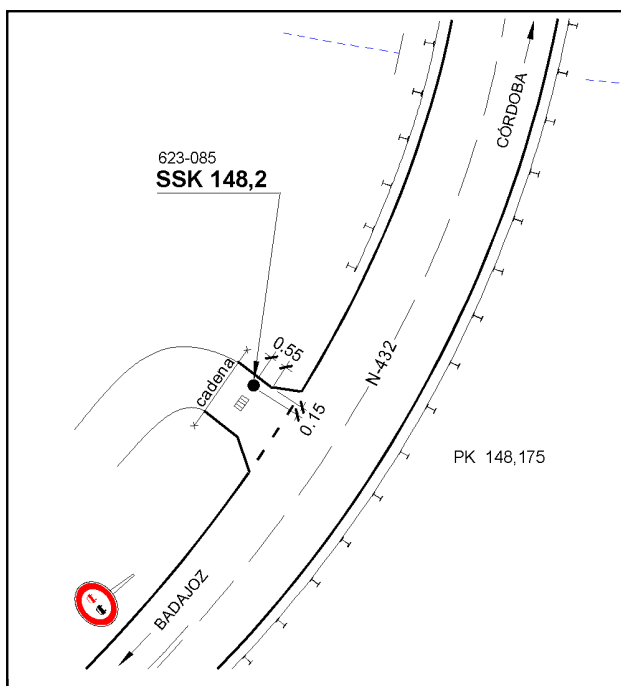 CÓRDOBA
623-085
SSK 148,2
0.55
cadena
N-432
0.15
PK 148,175
BADAJOZ